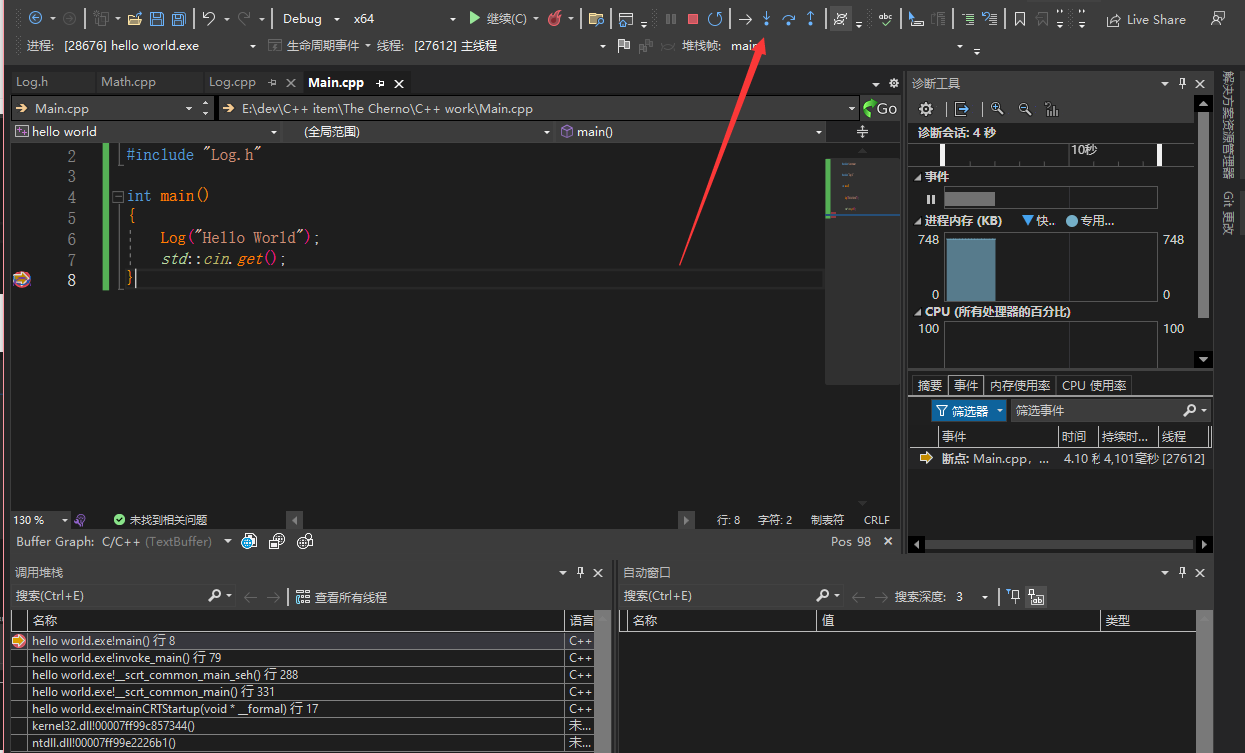 Debug x64 继续(C) abc Live Share
进程: [28676] hello world.exe 生命周期事件 线程: [27612] 主线程 堆栈帧: main
Log.h Math.cpp Log.cpp Main.cpp
Main.cpp E:\dev\C++ item\The Cherno\C++ work\Main.cpp Go
hello world (全局范围) main()
2 #include "Log.h"
3
4 int main()
5 {
6 Log("Hello World");
7 std::cin.get();
8 }
130 % 未找到相关问题 行: 8 字符: 2 制表符 CRLF
Buffer Graph: C/C++ (TextBuffer) Pos 98
诊断工具
诊断会话: 4 秒
10秒
事件
进程内存 (KB) 快.. 专用...
748 748
0 0
CPU (所有处理器的百分比)
100 100
摘要 事件 内存使用率 CPU 使用率
筛选器 筛选事件
事件 时间 持续时... 线程
断点: Main.cpp, ... 4.10 秒 4,101毫秒 [27612]
解决方案资源管理器
Git 更改
调用堆栈
搜索(Ctrl+E) 查看所有线程
名称 语言
hello world.exe!main() 行 8 C++
hello world.exe!invoke_main() 行 79 C++
hello world.exe!__scrt_common_main_seh() 行 288 C++
hello world.exe!__scrt_common_main() 行 331 C++
hello world.exe!mainCRTStartup(void * __formal) 行 17 C++
kernel32.dll!00007ff99c857344() 未...
ntdll.dll!00007ff99e2226b1() 未...
自动窗口
搜索(Ctrl+E) 搜索深度: 3
名称 值 类型